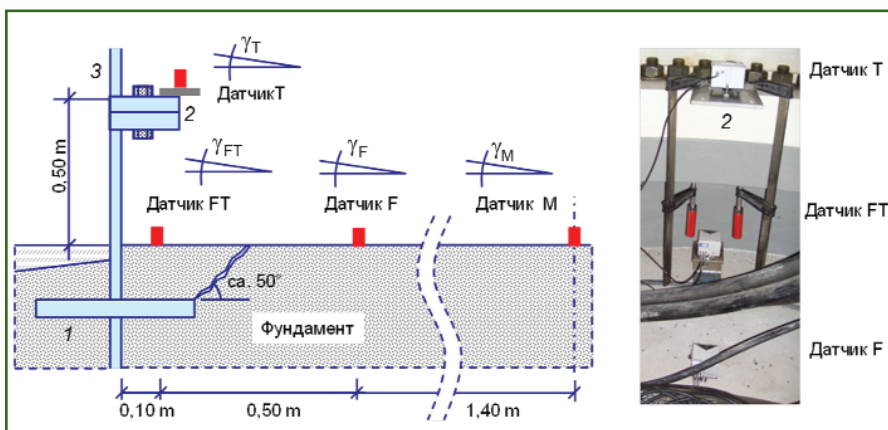 3
γT
ДатчикТ
2
0,50 m
γFT
γF
γM
Датчик FT
Датчик F
Датчик M
ca. 50°
1
Фундамент
0,10 m
0,50 m
1,40 m
Датчик T
2
Датчик FT
Датчик F